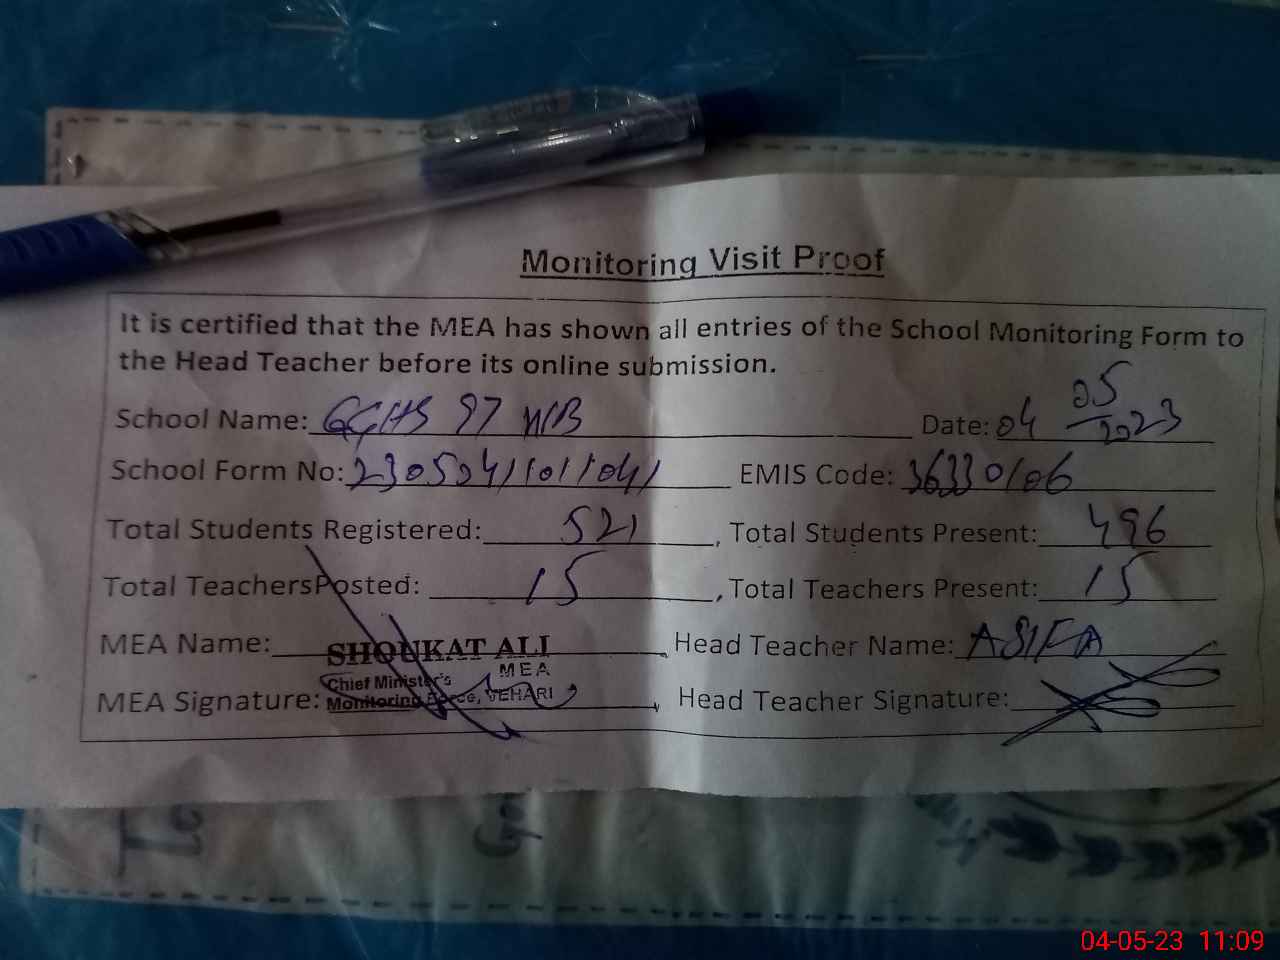 Monitoring Visit Proof
It is certified that the MEA has shown all entries of the School Monitoring Form to
the Head Teacher before its online submission.
School Name: GGHS 97 WB Date: 04 05/2023
School Form No: 230504110111041 EMIS Code: 36330106
Total Students Registered: 521, Total Students Present: 496
Total TeachersPosted: 15, Total Teachers Present: 15
MEA Name: SHOUKAT ALI, Head Teacher Name: ASIFA
MEA
Chief Minister's
Monitoring Force, VEHARI
MEA Signature: Head Teacher Signature:
04-05-23 11:09